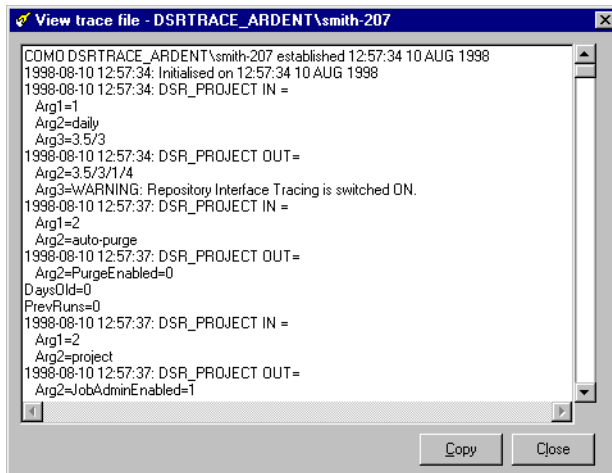 View trace file - DSRTRACE_ARDENT\smith-207
COMO DSRTRACE_ARDENT\smith-207 established 12:57:34 10 AUG 1998
1998-08-10 12:57:34: Initialised on 12:57:34 10 AUG 1998
1998-08-10 12:57:34: DSR_PROJECT IN =
Arg1=1
Arg2=daily
Arg3=3.5/3
1998-08-10 12:57:34: DSR_PROJECT OUT=
Arg2=3.5/3/1/4
Arg3=WARNING: Repository Interface Tracing is switched ON.
1998-08-10 12:57:37: DSR_PROJECT IN =
Arg1=2
Arg2=auto-purge
1998-08-10 12:57:37: DSR_PROJECT OUT=
Arg2=PurgeEnabled=0
DaysOld=0
PrevRuns=0
1998-08-10 12:57:37: DSR_PROJECT IN =
Arg1=2
Arg2=project
1998-08-10 12:57:37: DSR_PROJECT OUT=
Arg2=JobAdminEnabled=1
Copy Close